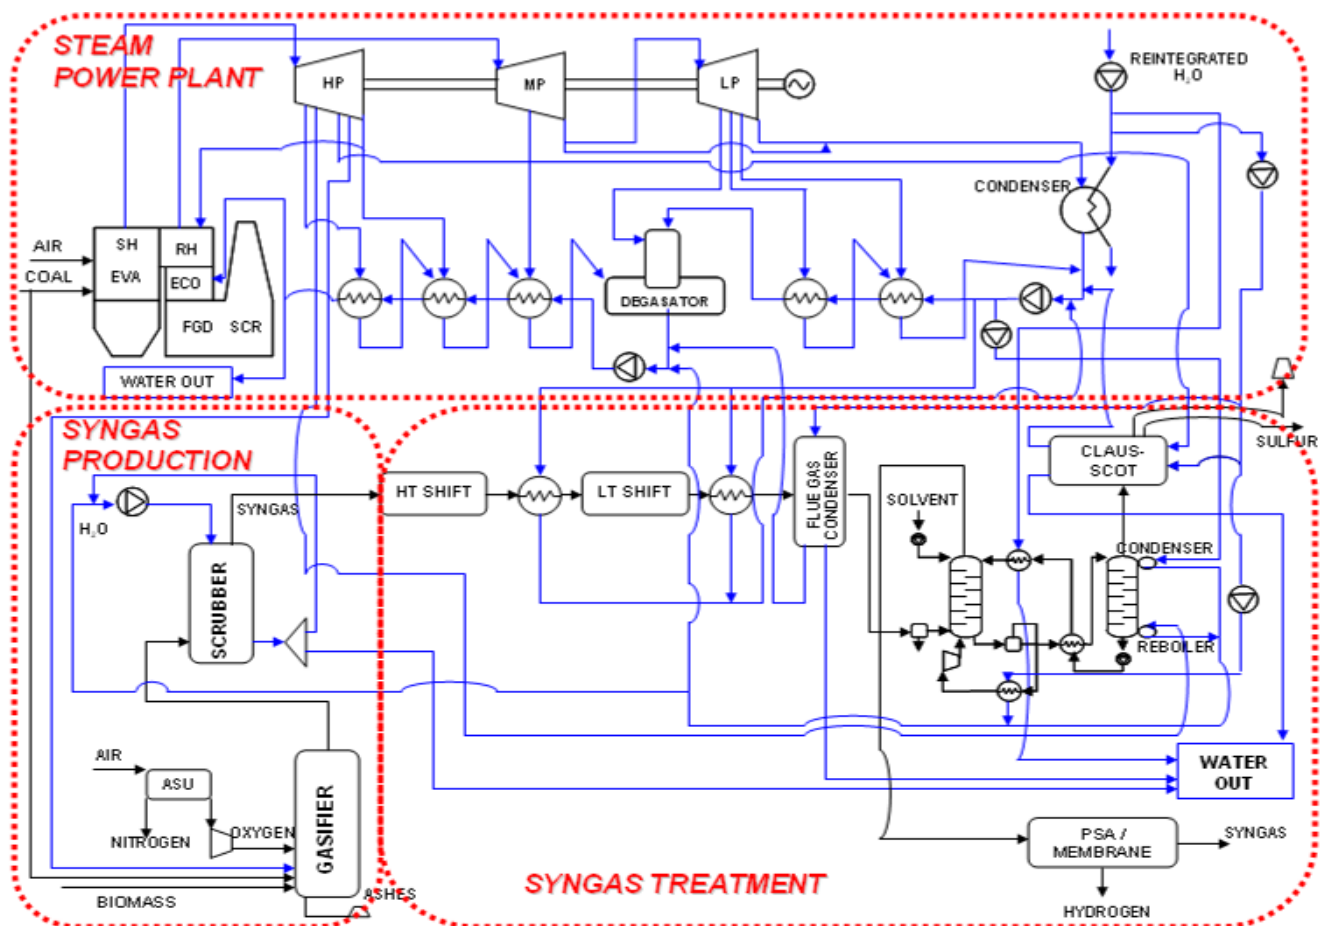 STEAM
POWER PLANT
HP
MP
LP
REINTEGRATED
H₂O
CONDENSER
AIR
COAL
SH
EVA
RH
ECO
FGD
SCR
DEGASATOR
WATER OUT
SYNGAS
PRODUCTION
H₂O
SYNGAS
SCRUBBER
AIR
ASU
NITROGEN
OXYGEN
GASIFIER
BIOMASS
ASHES
HT SHIFT
LT SHIFT
FLUE GAS
CONDENSER
SOLVENT
CLAUS-
SCOT
SULFUR
CONDENSER
REBOILER
WATER
OUT
PSA /
MEMBRANE
SYNGAS
HYDROGEN
SYNGAS TREATMENT